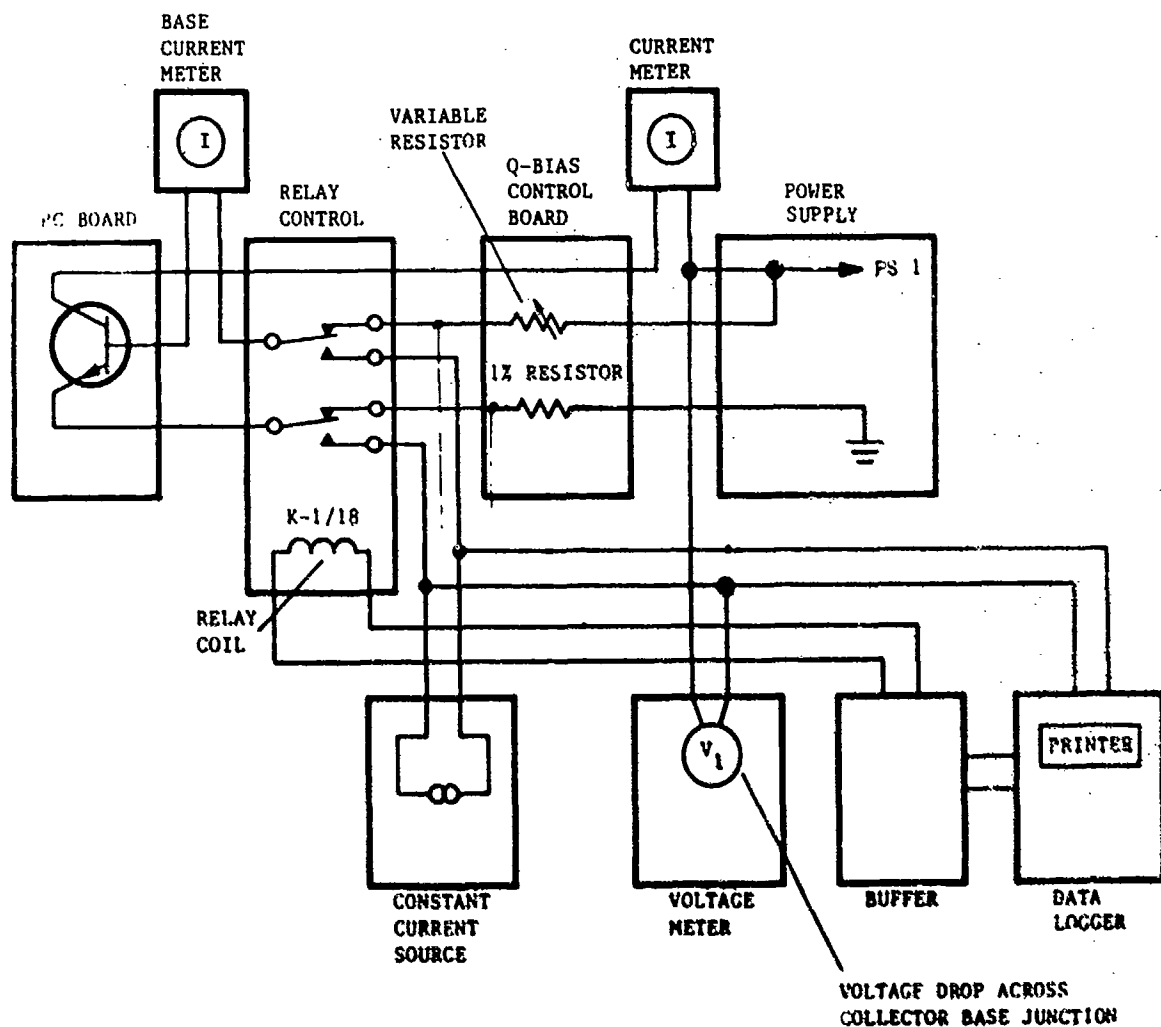 BASE
CURRENT
METER
I
CURRENT
METER
I
VARIABLE
RESISTOR
Q-BIAS
CONTROL
BOARD
RELAY
CONTROL
POWER
SUPPLY
PC BOARD
PS 1
1% RESISTOR
K-1/18
RELAY
COIL
V1
PRINTER
CONSTANT
CURRENT
SOURCE
VOLTAGE
METER
BUFFER
DATA
LOGGER
VOLTAGE DROP ACROSS
COLLECTOR BASE JUNCTION